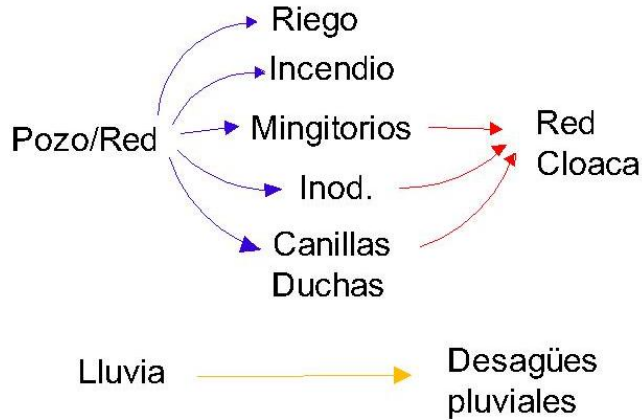 Riego
Incendio
Pozo/Red
Mingitorios
Red
Cloaca
Inod.
Canillas
Duchas
Lluvia
Desagües
pluviales